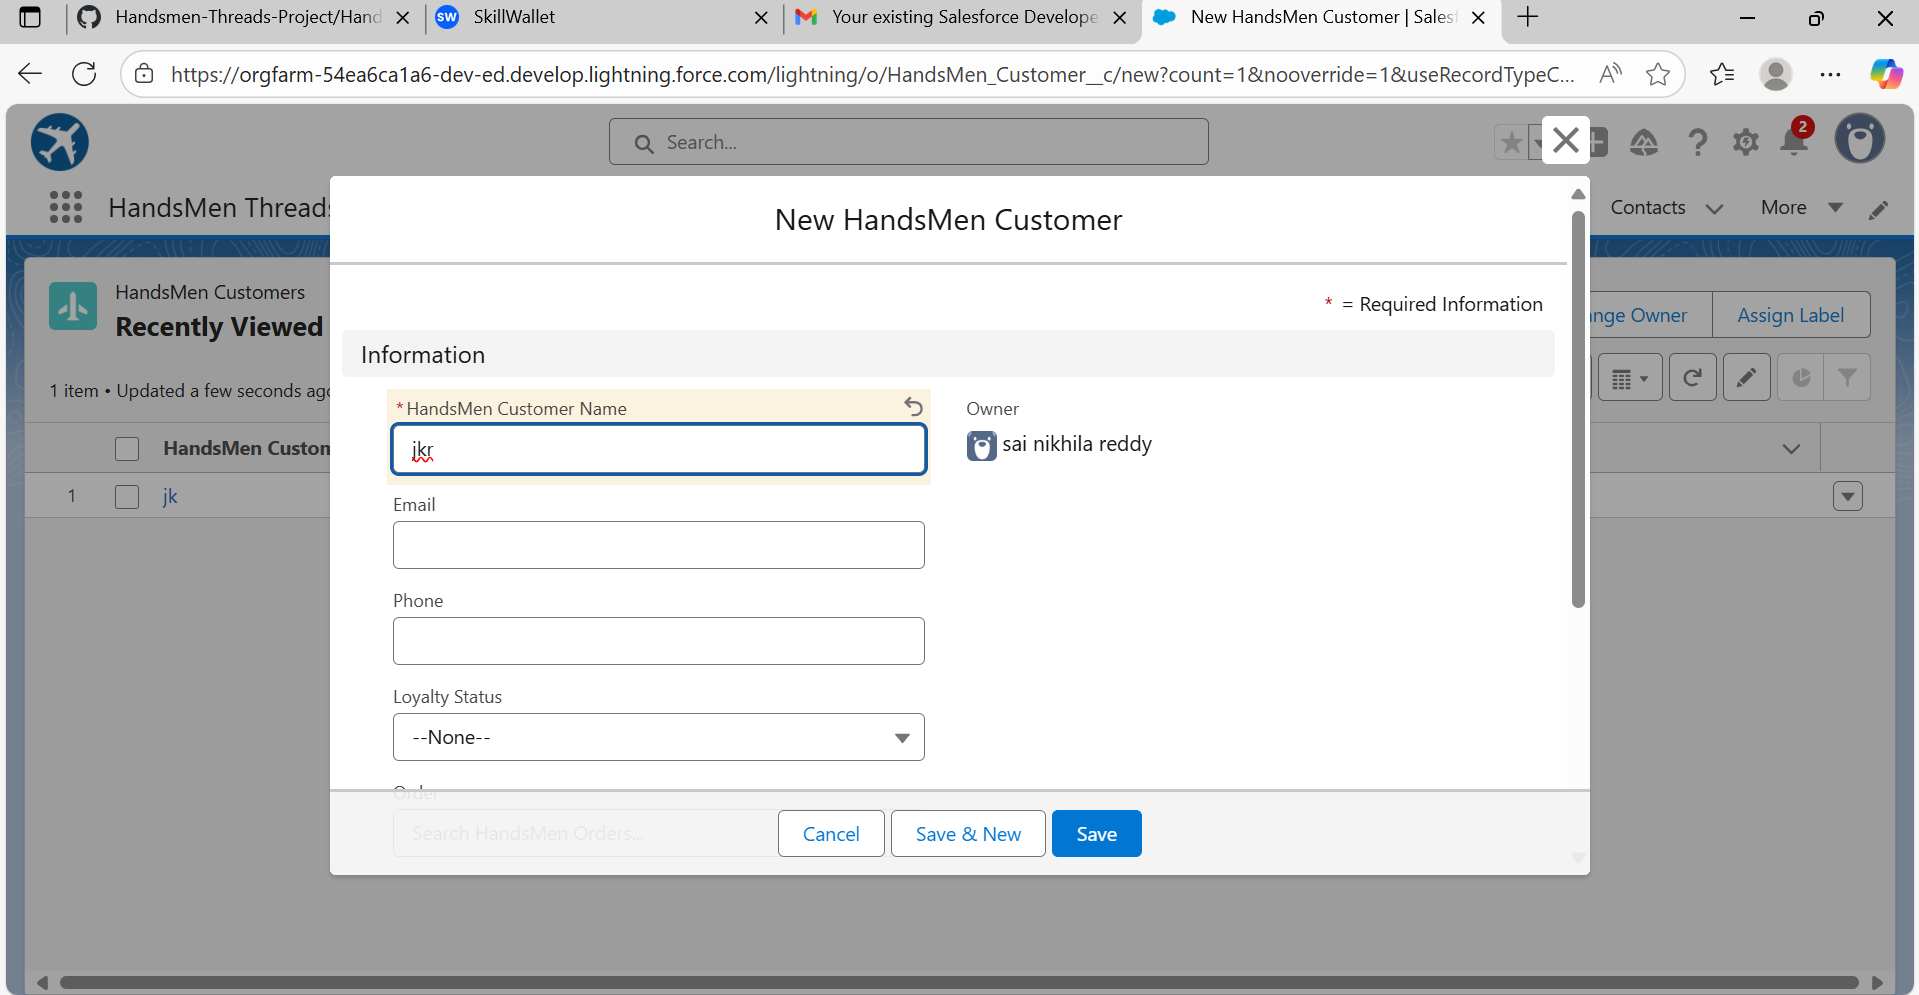 Handsmen-Threads-Project/Hand
SW SkillWallet
Your existing Salesforce Develope
New HandsMen Customer | Sales
https://orgfarm-54ea6ca1a6-dev-ed.develop.lightning.force.com/lightning/o/HandsMen_Customer__c/new?count=1&nooverride=1&useRecordTypeC...
Search...
2
HandsMen Threads
Contacts
More
New HandsMen Customer
* = Required Information
HandsMen Customers
Recently Viewed
nge Owner
Assign Label
1 item • Updated a few seconds ago
Information
* HandsMen Customer Name
jkr
Owner
sai nikhila reddy
HandsMen Custom
1 jk
Email
Phone
Loyalty Status
--None--
Order
Search HandsMen Orders...
Cancel
Save & New
Save